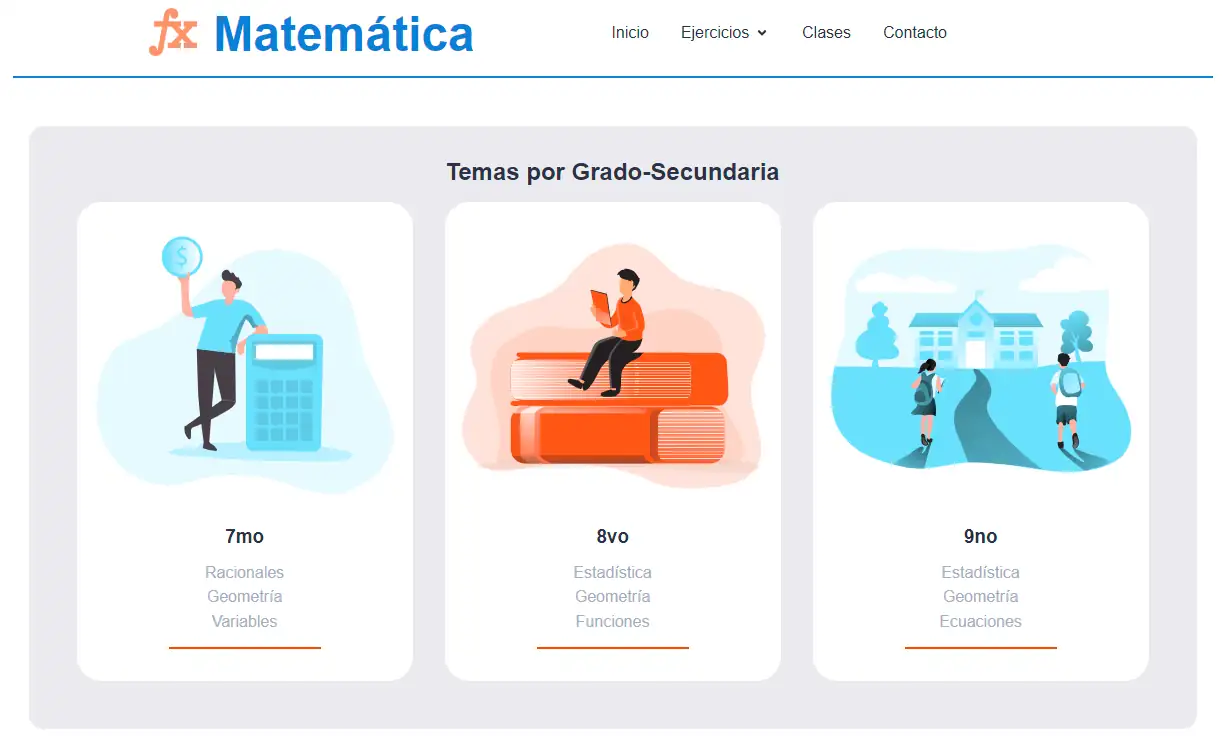 fx Matemática
Inicio Ejercicios Clases Contacto
Temas por Grado-Secundaria
$
7mo
Racionales
Geometría
Variables
8vo
Estadística
Geometría
Funciones
9no
Estadística
Geometría
Ecuaciones